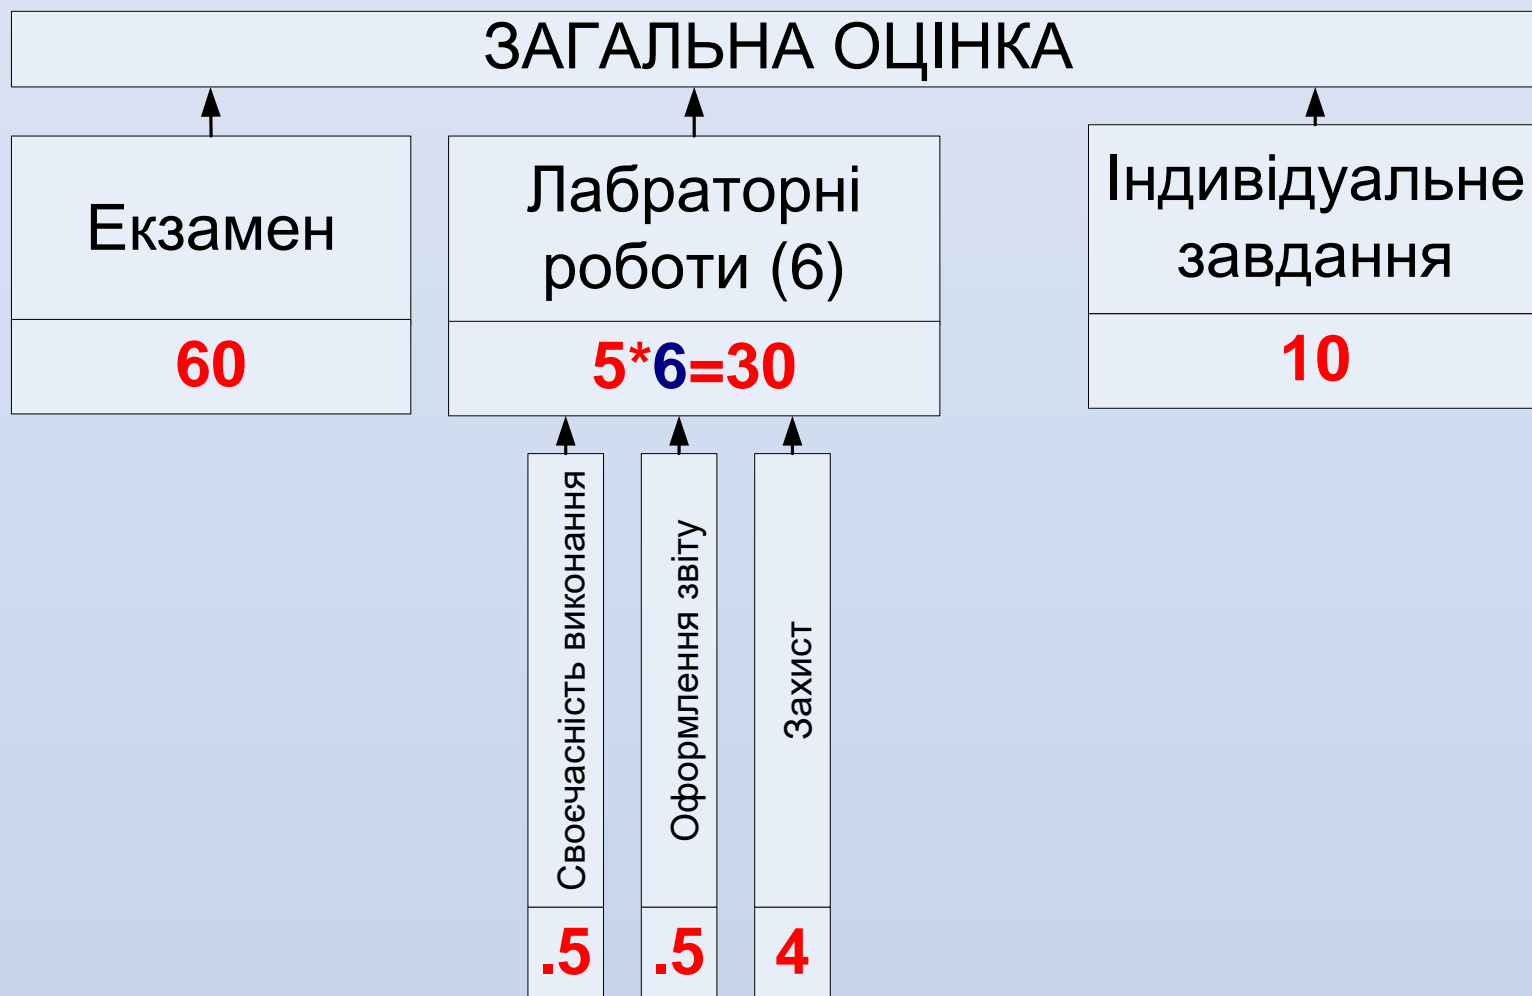 ЗАГАЛЬНА ОЦІНКА
Екзамен
60
Лабраторні
роботи (6)
5*6=30
Індивідуальне
завдання
10
Своєчасність виконання
.5
Оформлення звіту
.5
Захист
4